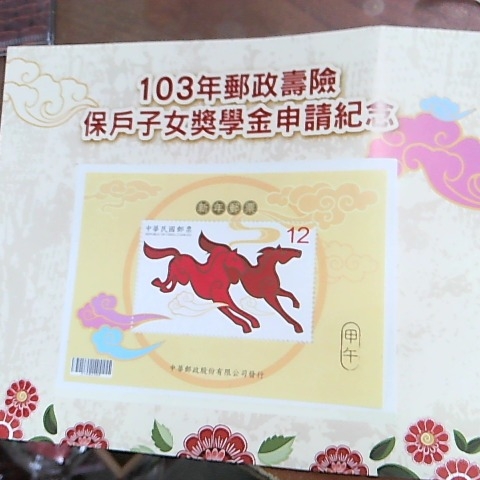 103年郵政壽險
保戶子女獎學金申請紀念
新年郵票
中華民國郵票
12
甲午
中華郵政股份有限公司發行